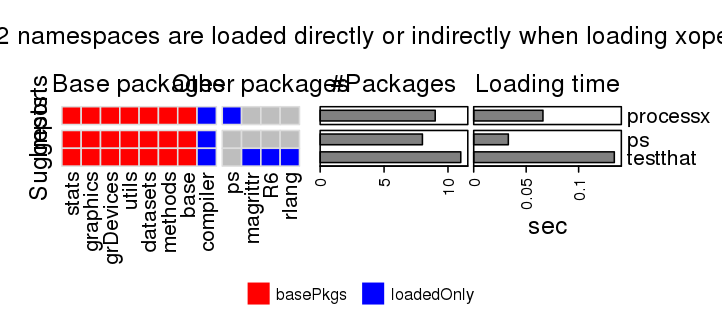 2 namespaces are loaded directly or indirectly when loading xope
Base packages
Other packages
#Packages
Loading time
Imports
Suggests
processx
ps
testthat
stats
graphics
grDevices
utils
datasets
methods
base
compiler
ps
magrittr
R6
rlang
0
5
10
0
0.05
0.1
sec
basePkgs
loadedOnly